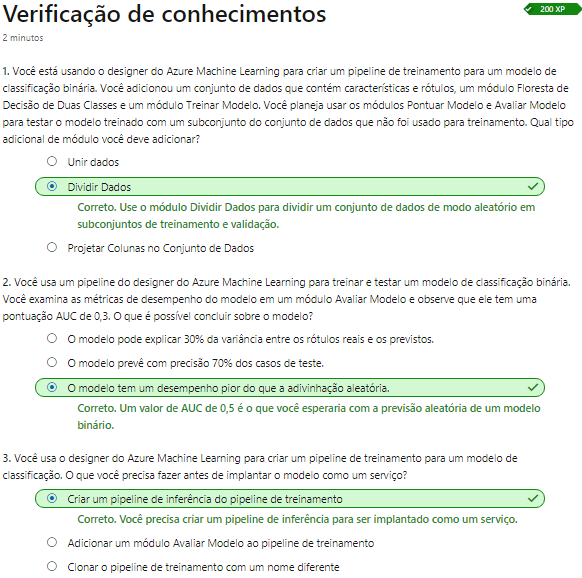 Verificação de conhecimentos
200 XP
2 minutos
1. Você está usando o designer do Azure Machine Learning para criar um pipeline de treinamento para um modelo de
classificação binária. Você adicionou um conjunto de dados que contém características e rótulos, um módulo Floresta de
Decisão de Duas Classes e um módulo Treinar Modelo. Você planeja usar os módulos Pontuar Modelo e Avaliar Modelo
para testar o modelo treinado com um subconjunto do conjunto de dados que não foi usado para treinamento. Qual tipo
adicional de módulo você deve adicionar?
Unir dados
Dividir Dados
Correto. Use o módulo Dividir Dados para dividir um conjunto de dados de modo aleatório em
subconjuntos de treinamento e validação.
Projetar Colunas no Conjunto de Dados
2. Você usa um pipeline do designer do Azure Machine Learning para treinar e testar um modelo de classificação binária.
Você examina as métricas de desempenho do modelo em um módulo Avaliar Modelo e observe que ele tem uma
pontuação AUC de 0,3. O que é possível concluir sobre o modelo?
O modelo pode explicar 30% da variância entre os rótulos reais e os previstos.
O modelo prevê com precisão 70% dos casos de teste.
O modelo tem um desempenho pior do que a adivinhação aleatória.
Correto. Um valor de AUC de 0,5 é o que você esperaria com a previsão aleatória de um modelo
binário.
3. Você usa o designer do Azure Machine Learning para criar um pipeline de treinamento para um modelo de
classificação. O que você precisa fazer antes de implantar o modelo como um serviço?
Criar um pipeline de inferência do pipeline de treinamento
Correto. Você precisa criar um pipeline de inferência para ser implantado como um serviço.
Adicionar um módulo Avaliar Modelo ao pipeline de treinamento
Clonar o pipeline de treinamento com um nome diferente